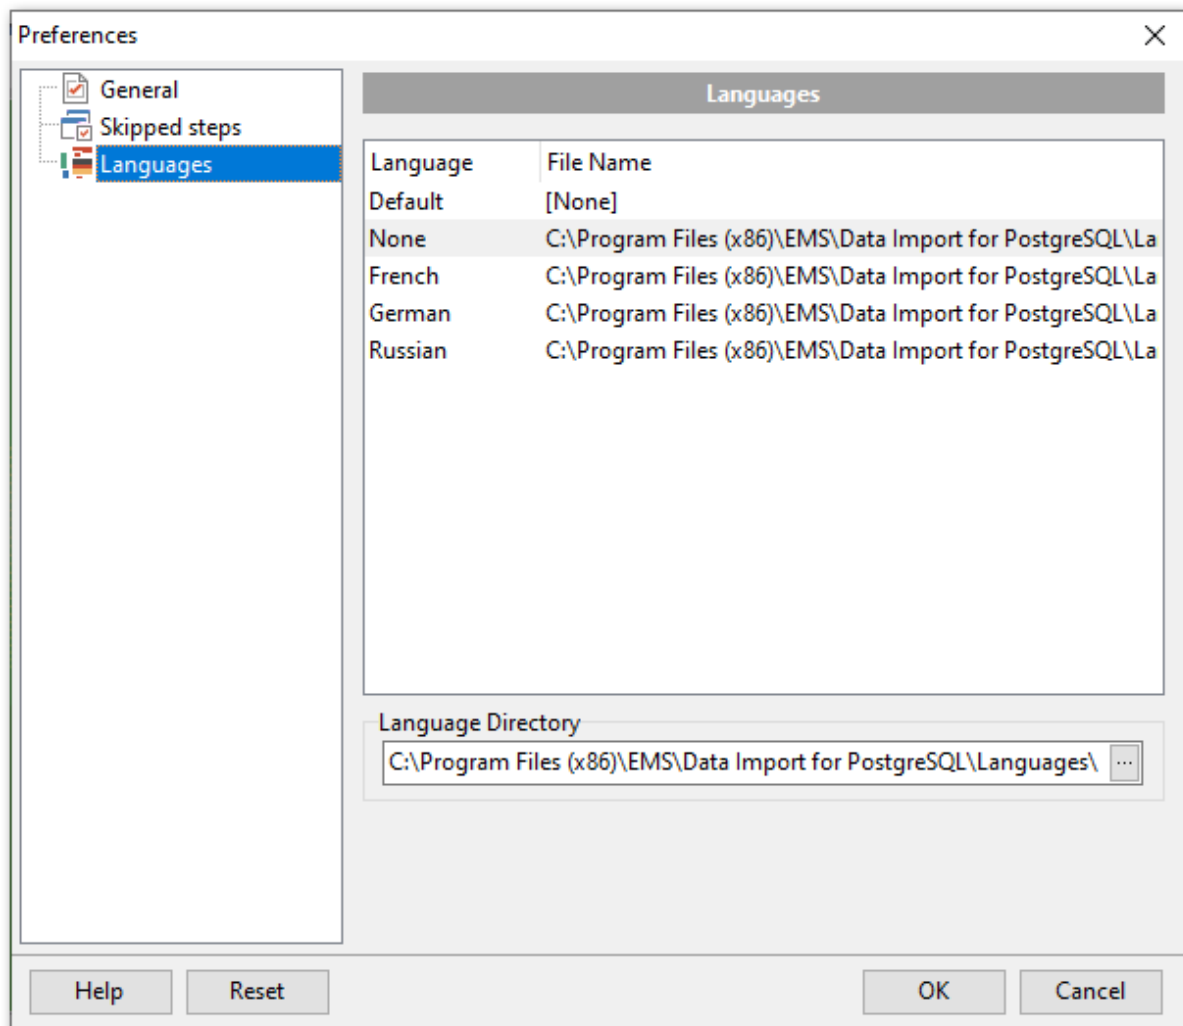 Preferences
General
Skipped steps
Languages
Languages
Language File Name
Default [None]
None C:\Program Files (x86)\EMS\Data Import for PostgreSQL\La
French C:\Program Files (x86)\EMS\Data Import for PostgreSQL\La
German C:\Program Files (x86)\EMS\Data Import for PostgreSQL\La
Russian C:\Program Files (x86)\EMS\Data Import for PostgreSQL\La
Language Directory
C:\Program Files (x86)\EMS\Data Import for PostgreSQL\Languages\ ...
Help Reset OK Cancel